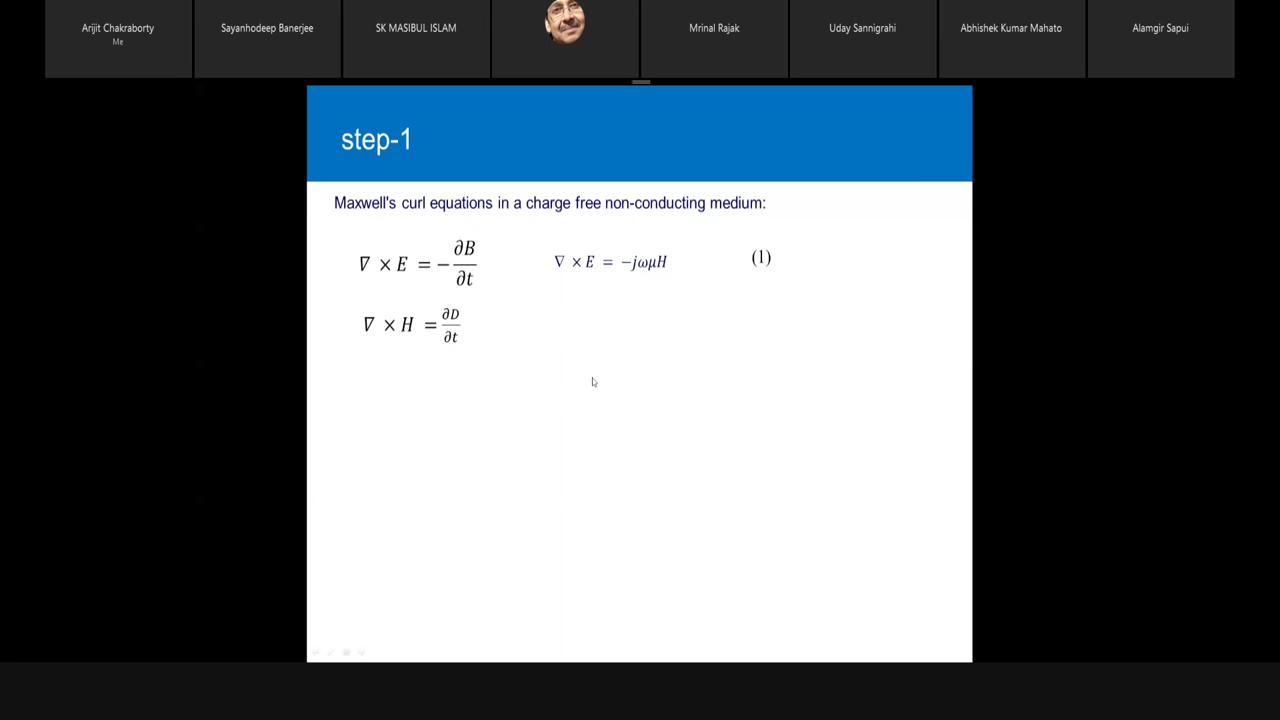 Arijit Chakraborty
Me
Sayanhodeep Banerjee
SK MASIBUL ISLAM
Mrinal Rajak
Uday Sannigrahi
Abhishek Kumar Mahato
Alamgir Sapui
step-1
Maxwell's curl equations in a charge free non-conducting medium:
∇ × E = −∂B/∂t
∇ × E = −jωμH (1)
∇ × H = ∂D/∂t